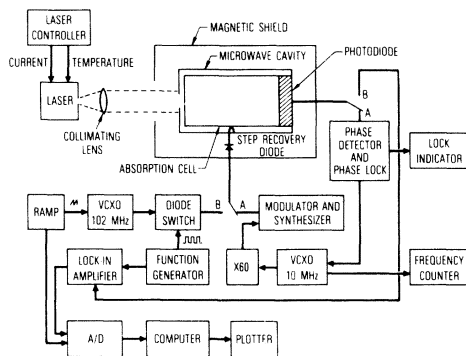 LASER
CONTROLLER
CURRENT
TEMPERATURE
LASER
COLLIMATING
LENS
MAGNETIC SHIELD
MICROWAVE CAVITY
PHOTODIODE
STEP RECOVERY
DIODE
ABSORPTION CELL
B
A
PHASE
DETECTOR
AND
PHASE LOCK
LOCK
INDICATOR
RAMP
VCXO
102 MHz
DIODE
SWITCH
B
A
MODULATOR AND
SYNTHESIZER
LOCK-IN
AMPLIFIER
FUNCTION
GENERATOR
X60
VCXO
10 MHz
FREQUENCY
COUNTER
A/D
COMPUTER
PLOTTER